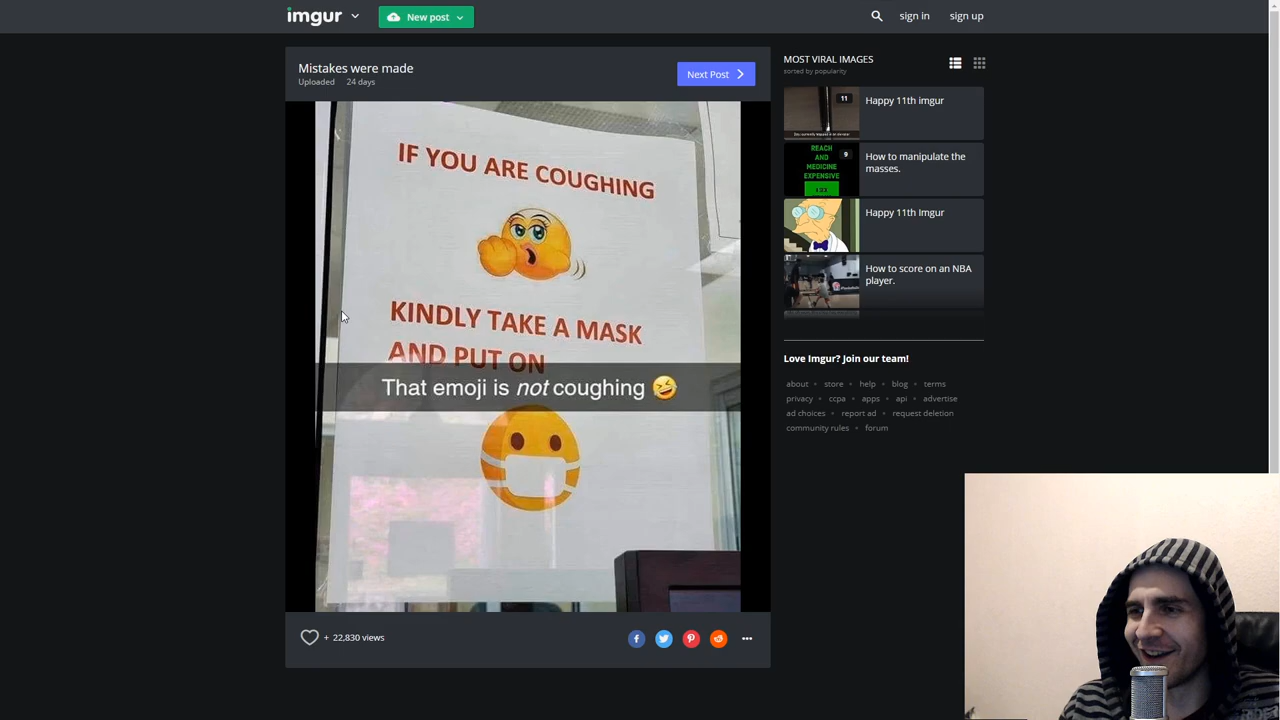 imgur
New post
sign in
sign up
Mistakes were made
Uploaded 24 days
Next Post
IF YOU ARE COUGHING
KINDLY TAKE A MASK
AND PUT ON
That emoji is not coughing 🤣
+ 22,830 views
MOST VIRAL IMAGES
sorted by popularity
11
Happy 11th imgur
REACH
AND
MEDICINE
EXPENSIVE
9
How to manipulate the
masses.
Happy 11th Imgur
How to score on an NBA
player.
Love Imgur? Join our team!
about • store • help • blog • terms
privacy • ccpa • apps • api • advertise
ad choices • report ad • request deletion
community rules • forum